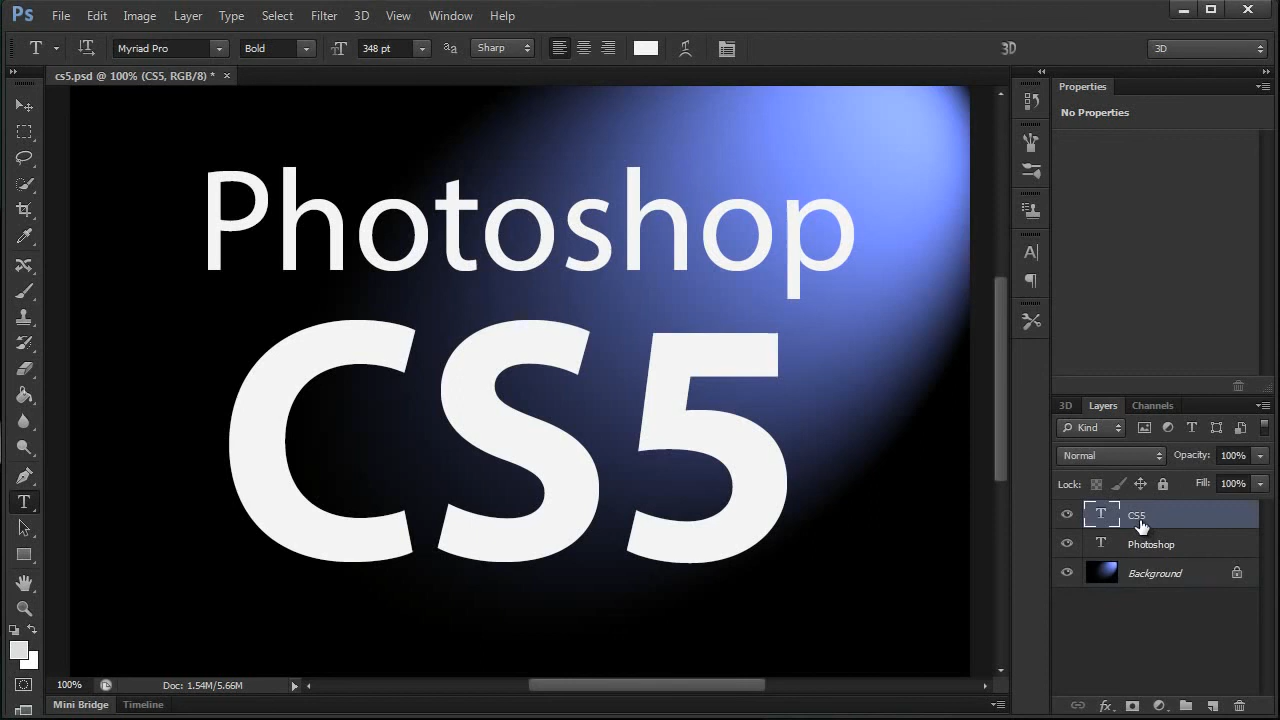 Ps File Edit Image Layer Type Select Filter 3D View Window Help
T Myriad Pro Bold 348 pt Sharp 3D 3D
cs5.psd @ 100% (CS5, RGB/8) * ×
Properties
No Properties
Photoshop
CS5
3D Layers Channels
Kind
Normal Opacity: 100%
Lock: Fill: 100%
T CS5
T Photoshop
Background
100% Doc: 1.54M/5.66M
Mini Bridge Timeline